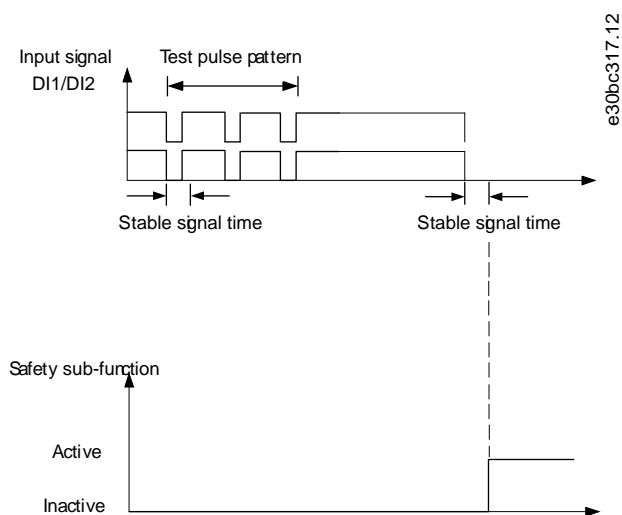 e30bc317.12
Input signal
DI1/DI2
Test pulse pattern
Stable signal time
Stable signal time
Safety sub-function
Active
Inactive